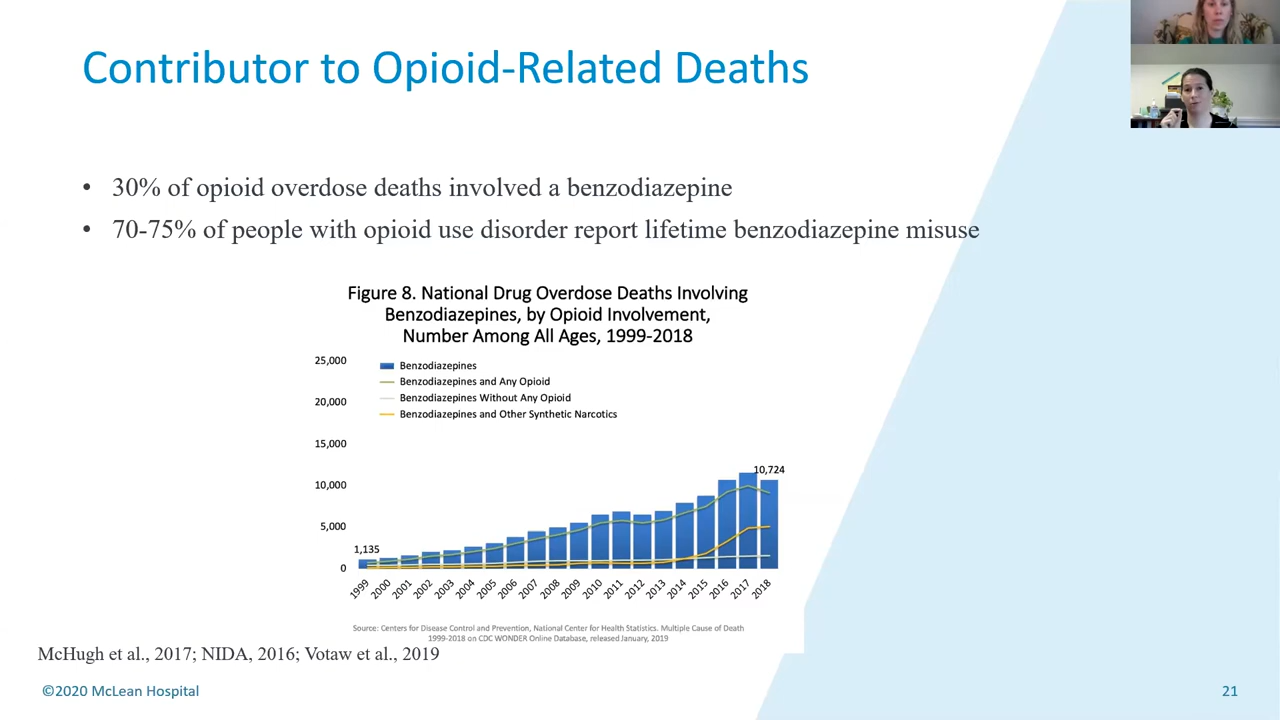 Contributor to Opioid-Related Deaths
• 30% of opioid overdose deaths involved a benzodiazepine
• 70-75% of people with opioid use disorder report lifetime benzodiazepine misuse
Figure 8. National Drug Overdose Deaths Involving
Benzodiazepines, by Opioid Involvement,
Number Among All Ages, 1999-2018
25,000
20,000
15,000
10,000
5,000
0
Benzodiazepines
Benzodiazepines and Any Opioid
Benzodiazepines Without Any Opioid
Benzodiazepines and Other Synthetic Narcotics
1,135
10,724
1999 2000 2001 2002 2003 2004 2005 2006 2007 2008 2009 2010 2011 2012 2013 2014 2015 2016 2017 2018
Source: Centers for Disease Control and Prevention, National Center for Health Statistics. Multiple Cause of Death
1999-2018 on CDC WONDER Online Database, released January, 2019
McHugh et al., 2017; NIDA, 2016; Votaw et al., 2019
©2020 McLean Hospital
21